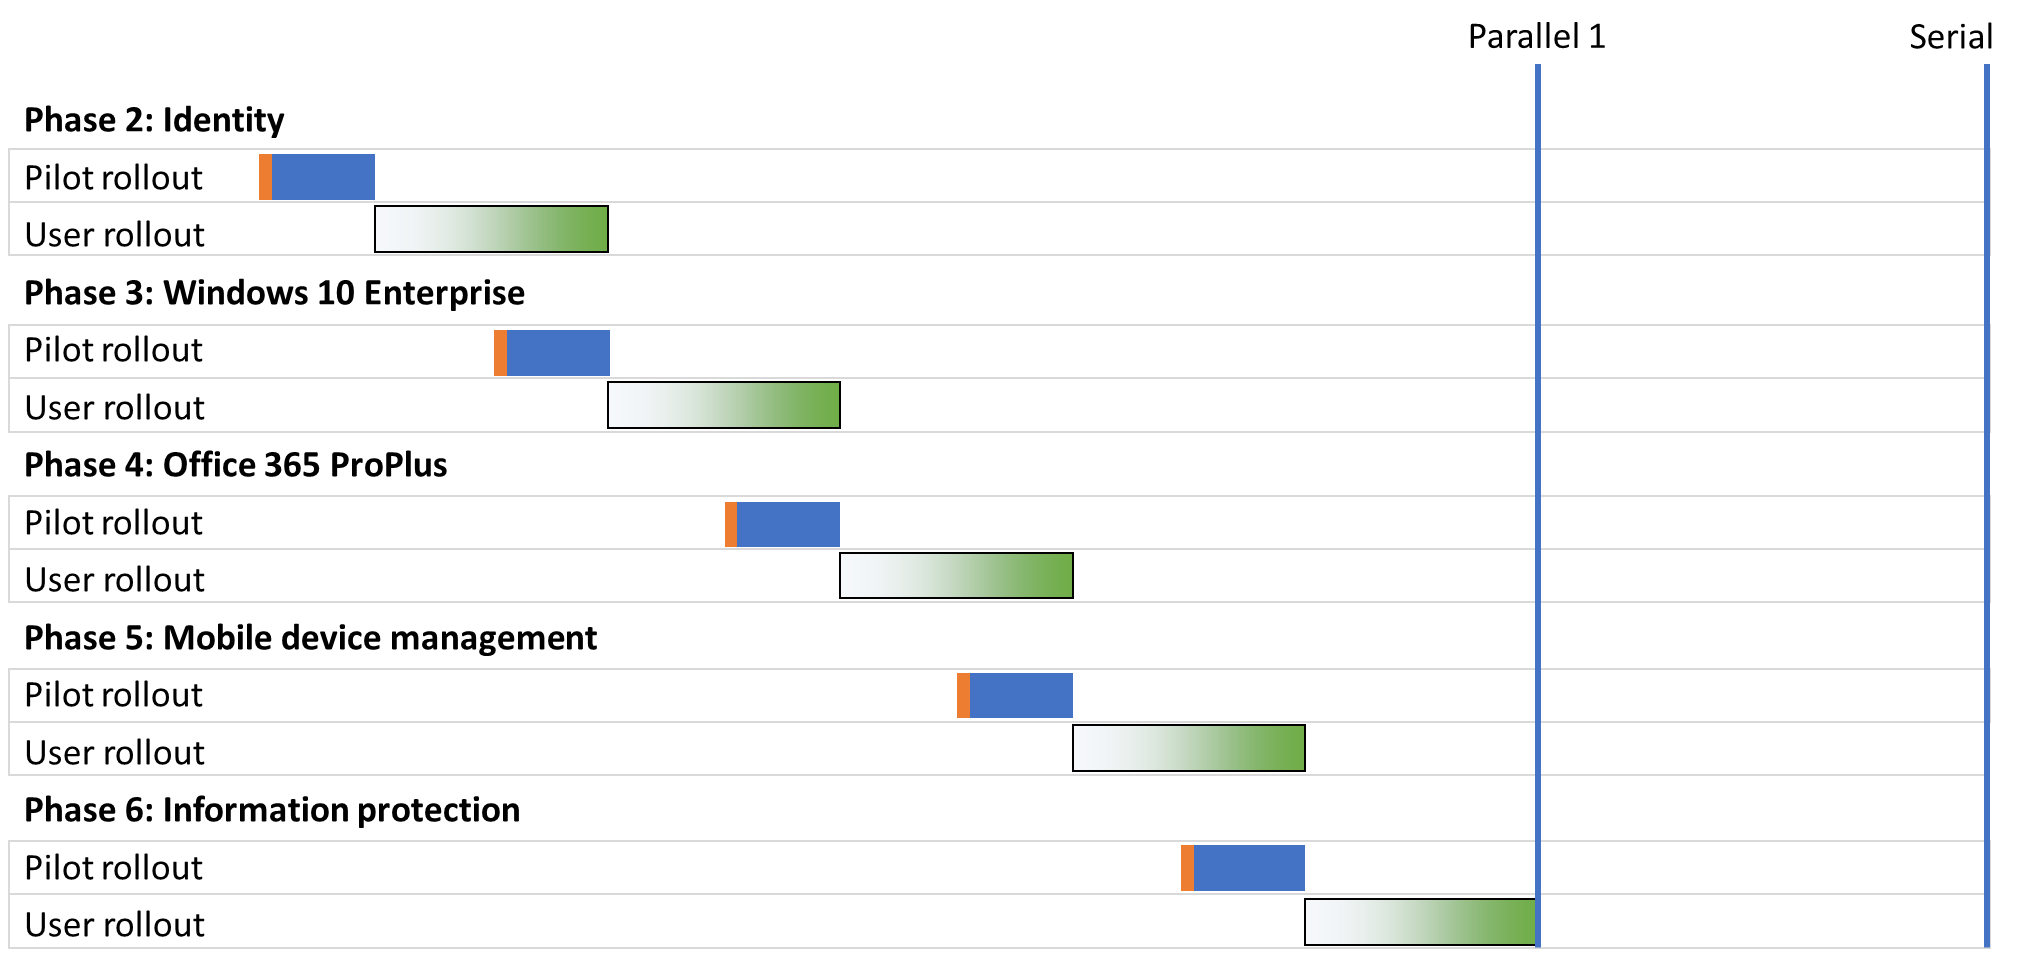 Parallel 1
Serial
Phase 2: Identity
Pilot rollout
User rollout
Phase 3: Windows 10 Enterprise
Pilot rollout
User rollout
Phase 4: Office 365 ProPlus
Pilot rollout
User rollout
Phase 5: Mobile device management
Pilot rollout
User rollout
Phase 6: Information protection
Pilot rollout
User rollout